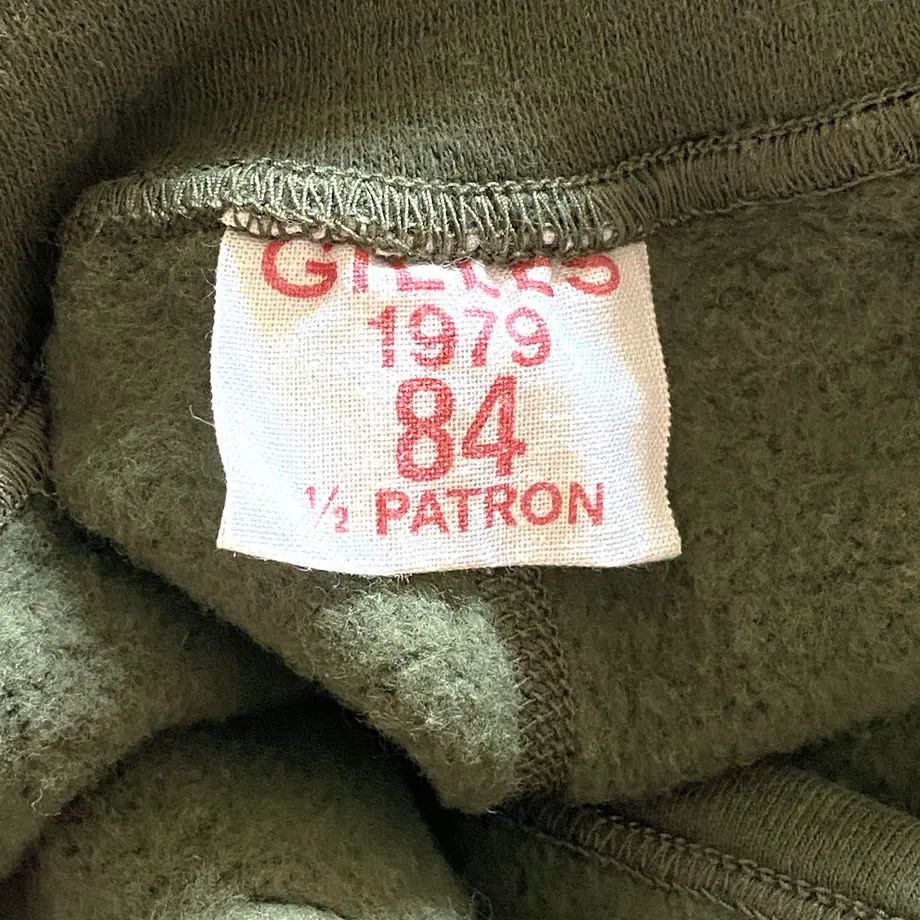 GILLES
1979
84
½ PATRON